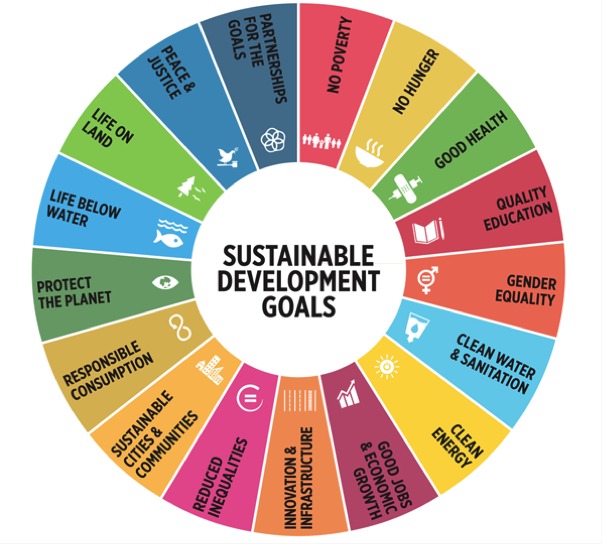 SUSTAINABLE
DEVELOPMENT
GOALS
NO POVERTY
NO HUNGER
GOOD HEALTH
QUALITY
EDUCATION
GENDER
EQUALITY
CLEAN WATER
& SANITATION
CLEAN
ENERGY
GOOD JOBS
& ECONOMIC
GROWTH
INNOVATION &
INFRASTRUCTURE
REDUCED
INEQUALITIES
SUSTAINABLE
CITIES &
COMMUNITIES
RESPONSIBLE
CONSUMPTION
PROTECT
THE PLANET
LIFE BELOW
WATER
LIFE ON
LAND
PEACE &
JUSTICE
PARTNERSHIPS
FOR THE
GOALS